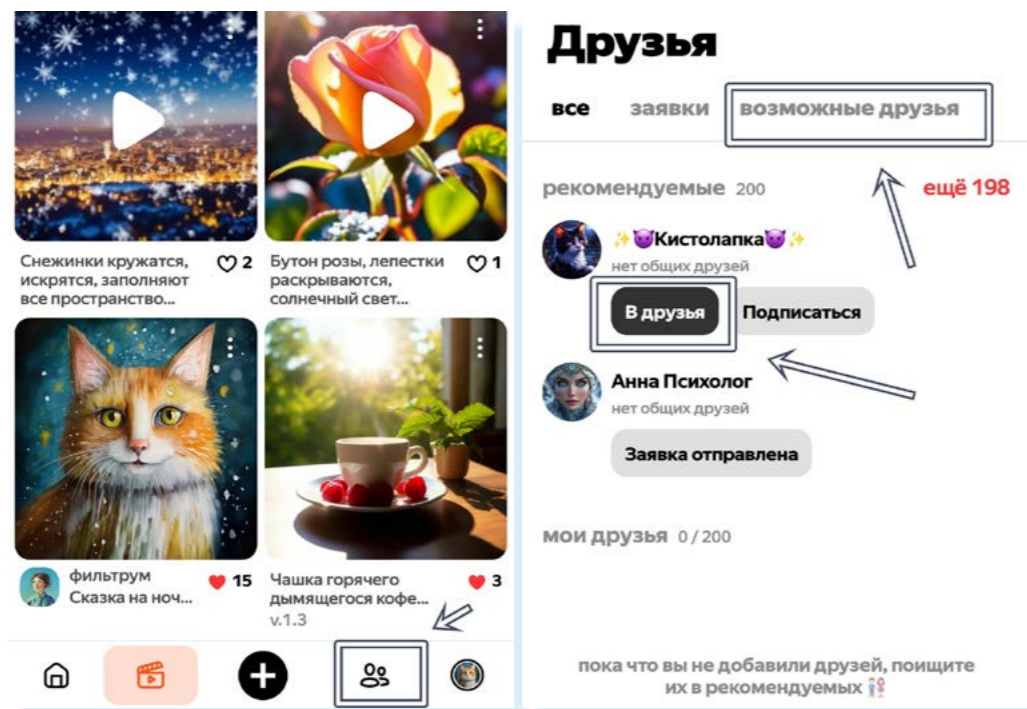 Снежинки кружатся, искрятся, заполняют все пространство...
2
Бутон розы, лепестки раскрываются, солнечный свет...
1
фильтрум
Сказка на ноч...
15
Чашка горячего дымящегося кофе...
v.1.3
3
Друзья
все заявки возможные друзья
рекомендуемые 200 ещё 198
✨😈Кистолапка😈✨
нет общих друзей
В друзья Подписаться
Анна Психолог
нет общих друзей
Заявка отправлена
мои друзья 0 / 200
пока что вы не добавили друзей, поищите
их в рекомендуемых 👫